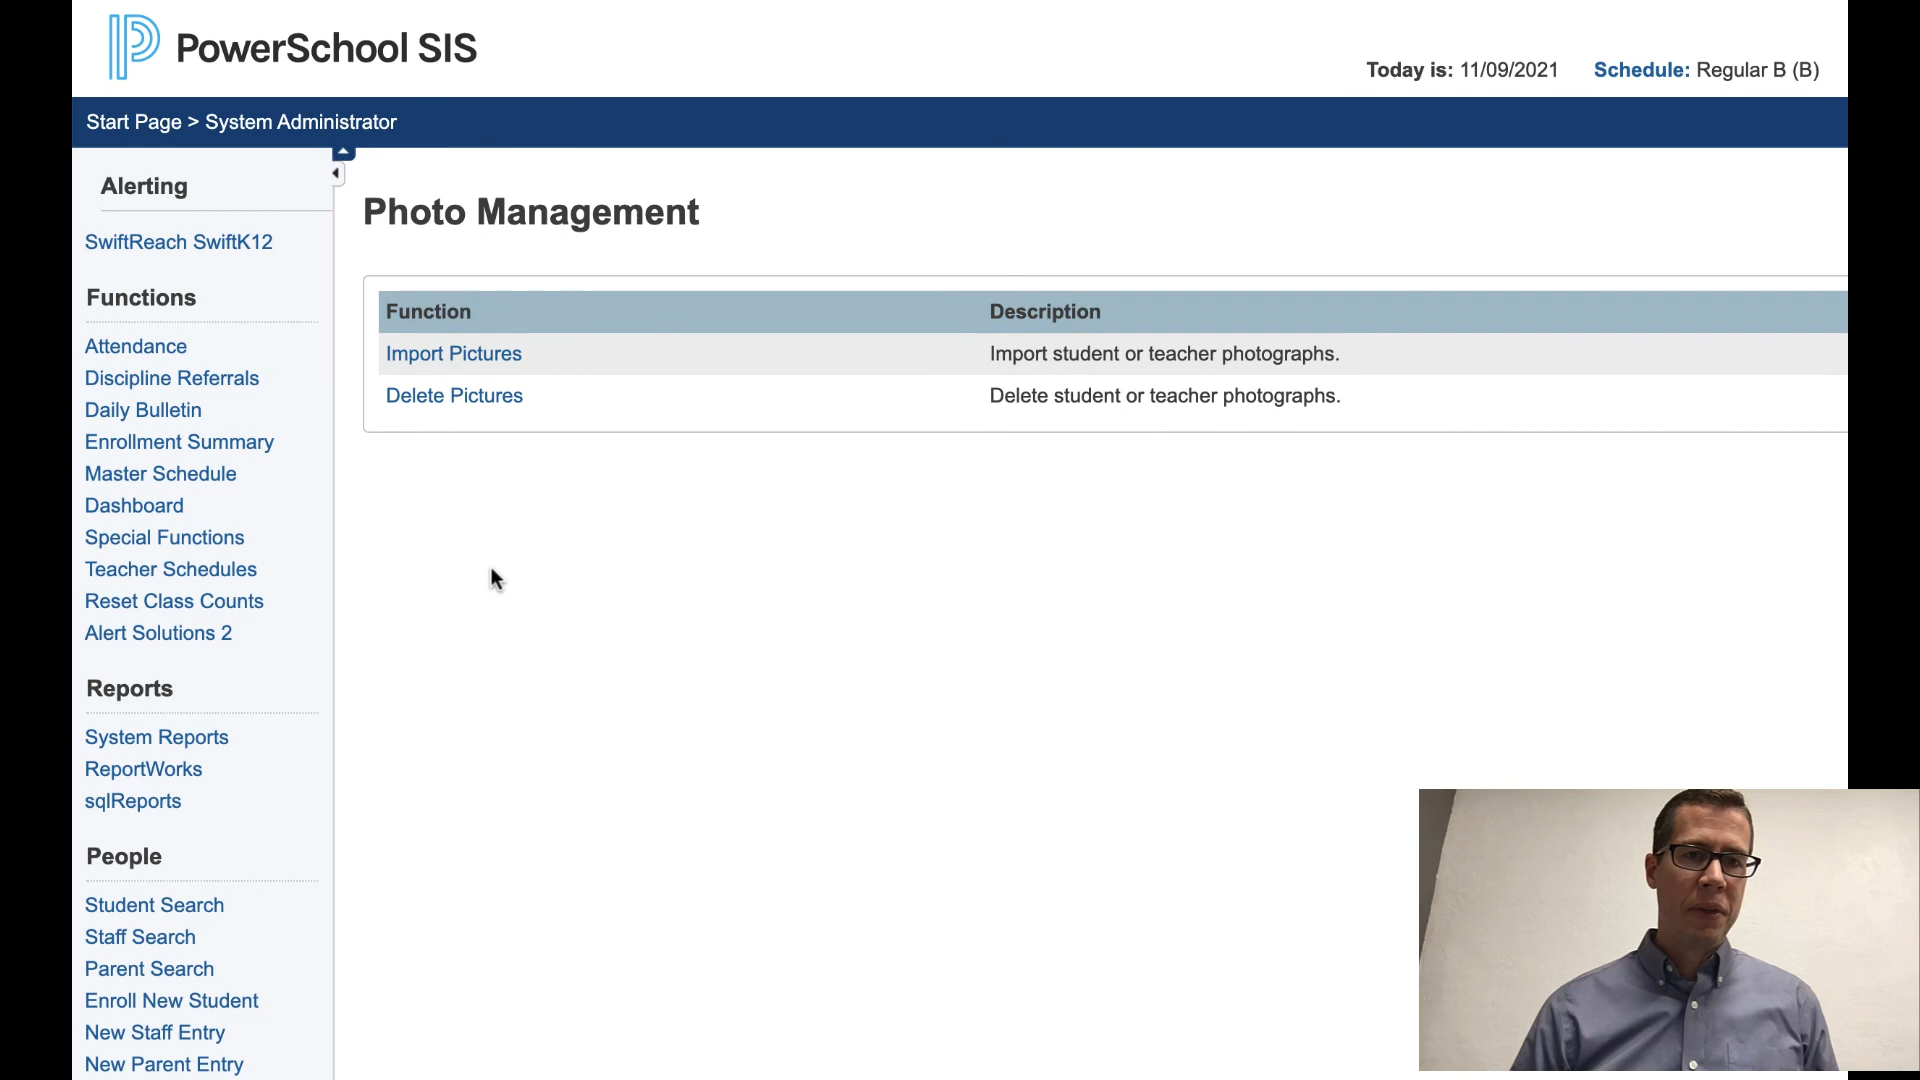 PowerSchool SIS
Today is: 11/09/2021 Schedule: Regular B (B)
Start Page > System Administrator
Alerting
SwiftReach SwiftK12
Functions
Attendance
Discipline Referrals
Daily Bulletin
Enrollment Summary
Master Schedule
Dashboard
Special Functions
Teacher Schedules
Reset Class Counts
Alert Solutions 2
Reports
System Reports
ReportWorks
sqlReports
People
Student Search
Staff Search
Parent Search
Enroll New Student
New Staff Entry
New Parent Entry
Photo Management
Function Description
Import Pictures Import student or teacher photographs.
Delete Pictures Delete student or teacher photographs.